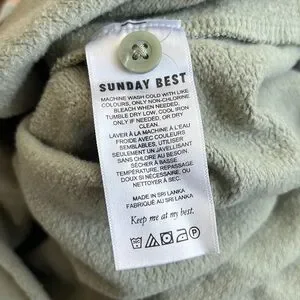 SUNDAY BEST
MACHINE WASH COLD WITH LIKE
COLOURS, ONLY NON-CHLORINE
BLEACH WHEN NEEDED,
TUMBLE DRY LOW, COOL IRON
ONLY IF NEEDED, OR DRY
CLEAN.
LAVER À LA MACHINE À L'EAU
FROIDE AVEC COULEURS
SEMBLABLES, UTILISER
SEULEMENT UN JAVELLISANT
SANS CHLORE AU BESOIN
SÉCHER À BASSE
TEMPÉRATURE, REPASSAGE
DOUX SI NÉCESSAIRE, OU
NETTOYER À SEC.
MADE IN SRI LANKA
FABRIQUÉ AU SRI LANKA
Keep me at my best.
P